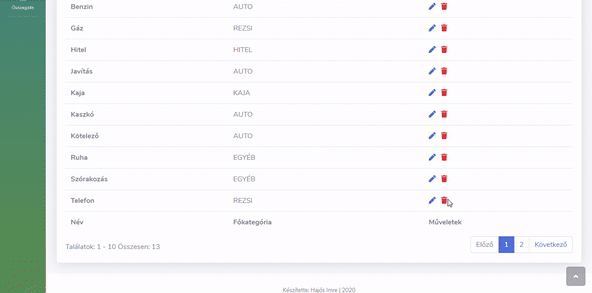 Összegzés
Benzin AUTO
Gáz REZSI
Hitel HITEL
Javítás AUTO
Kaja KAJA
Kaszkó AUTO
Kötelező AUTO
Ruha EGYÉB
Szórakozás EGYÉB
Telefon REZSI
Név Főkategória Műveletek
Találatok: 1 - 10 Összesen: 13
Előző 1 2 Következő
Készítette: Hajós Imre | 2020